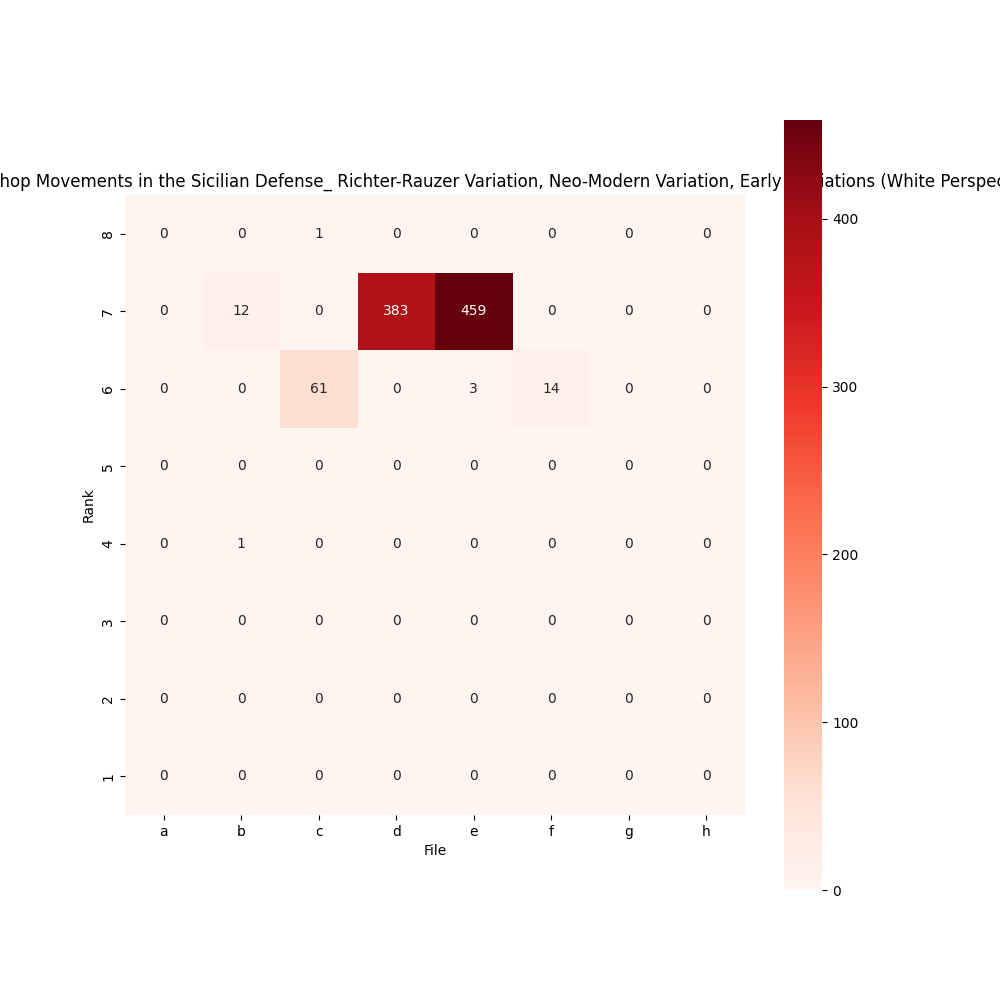 hop Movements in the Sicilian Defense_ Richter-Rauzer Variation, Neo-Modern Variation, Early iations (White Perspec
8 0 0 1 0 0 0 0 0
7 0 12 0 383 459 0 0 0
6 0 0 61 0 3 14 0 0
5 0 0 0 0 0 0 0 0
4 0 1 0 0 0 0 0 0
3 0 0 0 0 0 0 0 0
2 0 0 0 0 0 0 0 0
1 0 0 0 0 0 0 0 0
a b c d e f g h
File
Rank
400
300
200
100
0